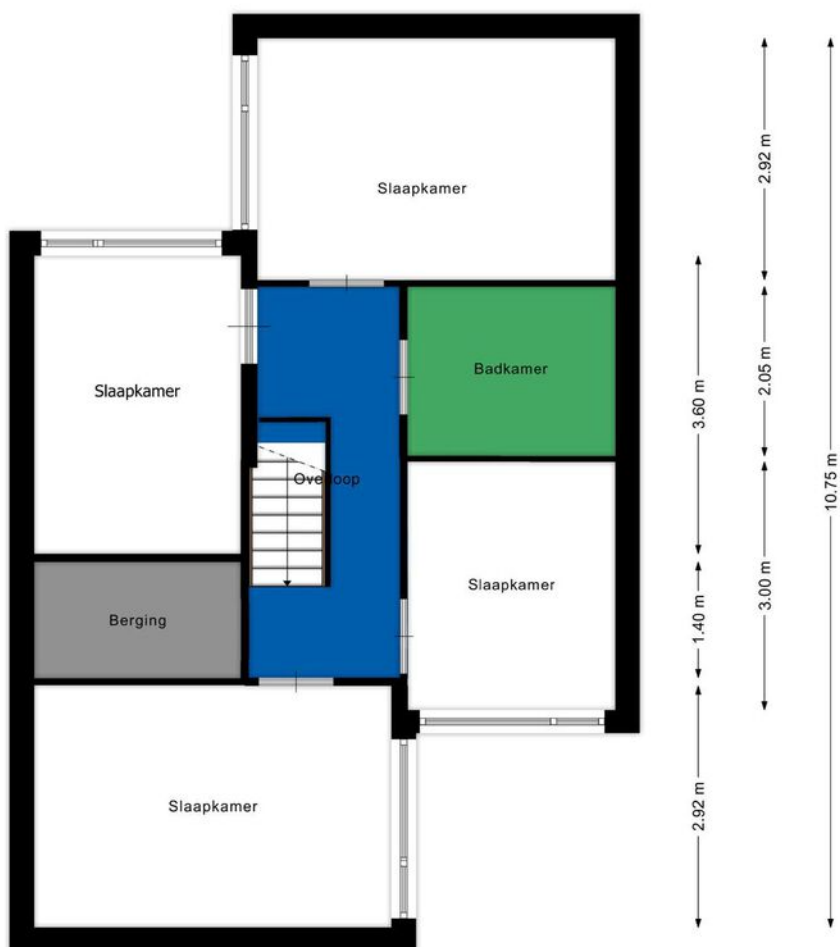 Slaapkamer
Slaapkamer
Badkamer
Overloop
Slaapkamer
Berging
Slaapkamer
2.92 m
2.05 m
3.00 m
3.60 m
1.40 m
2.92 m
10.75 m